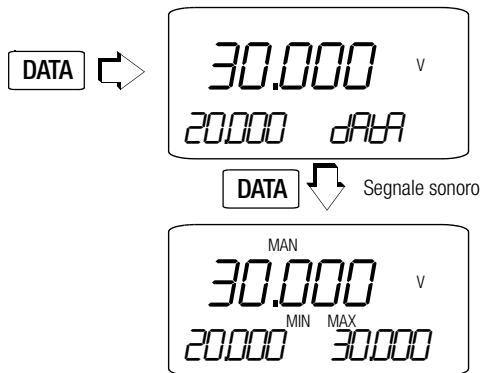 30.000 V
DATA
20.000 dAtA
DATA Segnale sonoro
MAN
30.000 V
MIN MAX
20.000 30.000